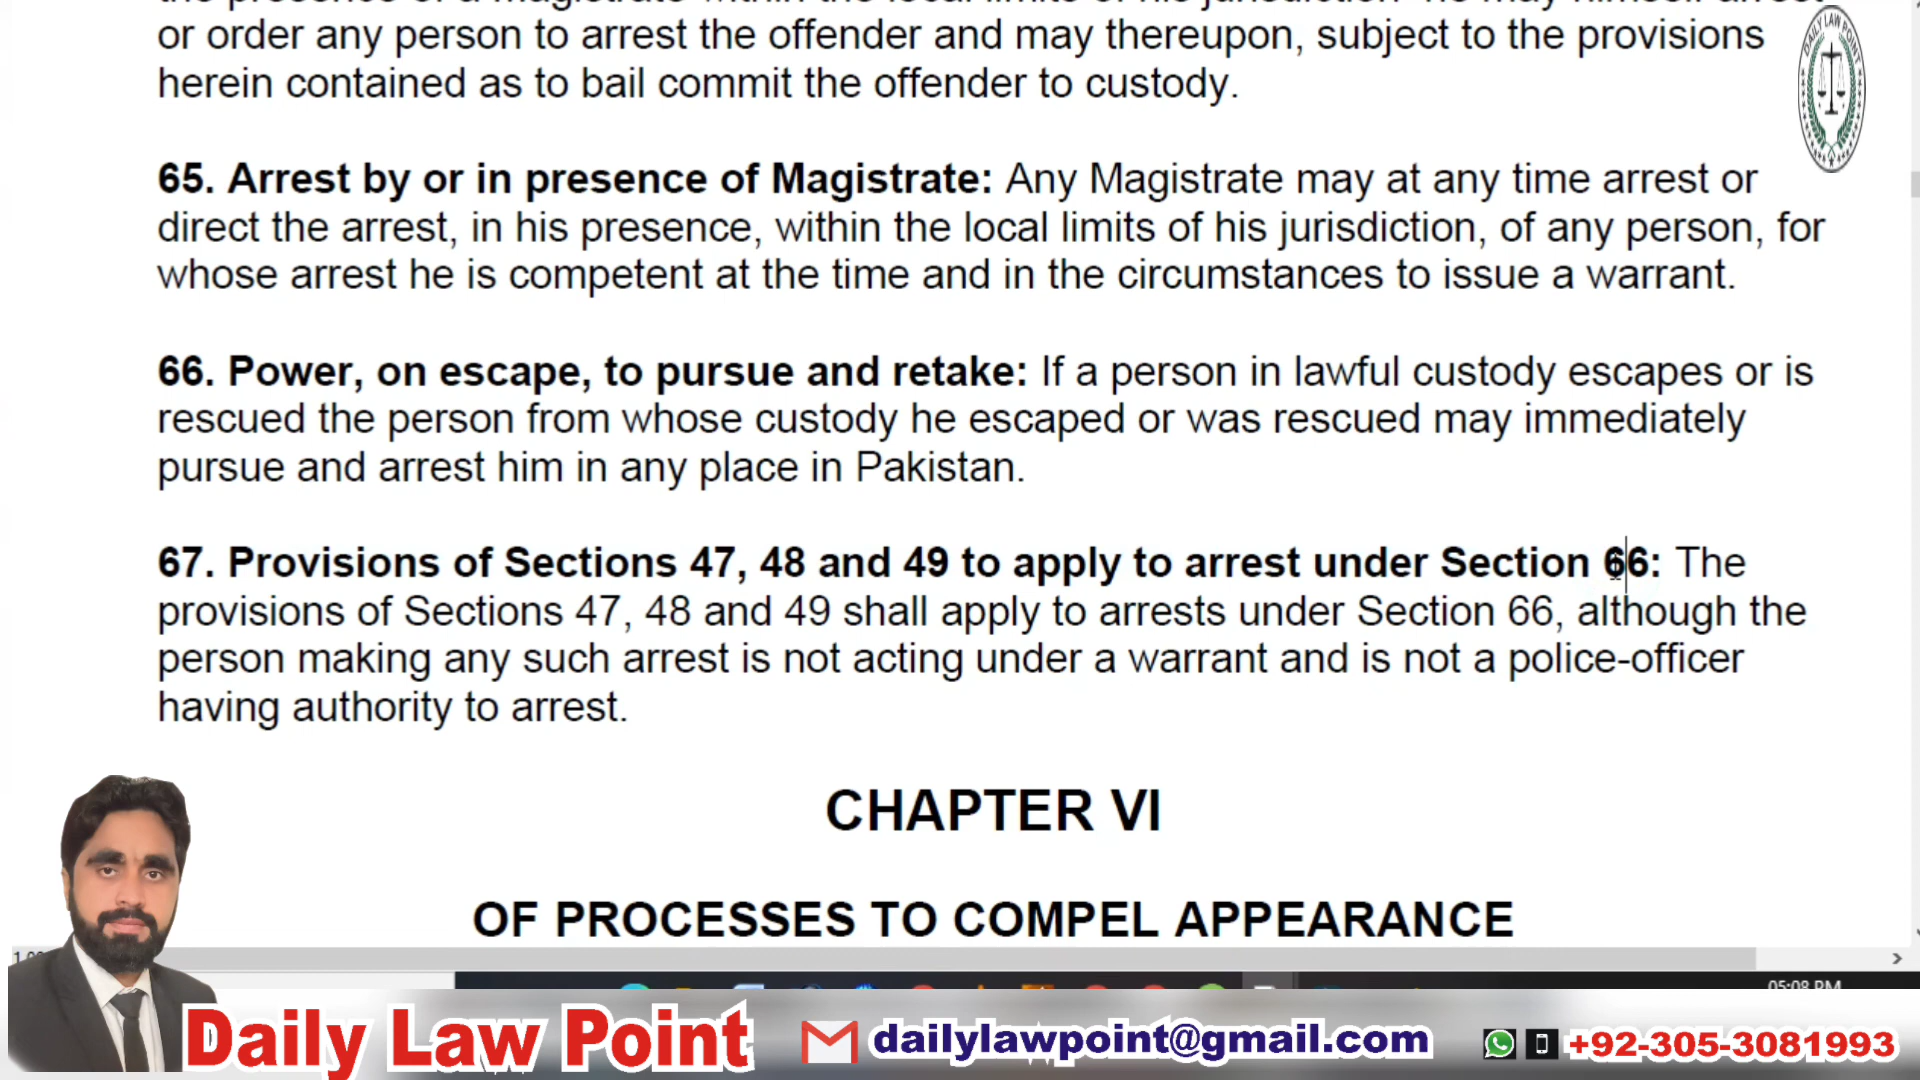 or order any person to arrest the offender and may thereupon, subject to the provisions
herein contained as to bail commit the offender to custody.
DAILY LAW POINT
65. Arrest by or in presence of Magistrate: Any Magistrate may at any time arrest or
direct the arrest, in his presence, within the local limits of his jurisdiction, of any person, for
whose arrest he is competent at the time and in the circumstances to issue a warrant.
66. Power, on escape, to pursue and retake: If a person in lawful custody escapes or is
rescued the person from whose custody he escaped or was rescued may immediately
pursue and arrest him in any place in Pakistan.
67. Provisions of Sections 47, 48 and 49 to apply to arrest under Section 66: The
provisions of Sections 47, 48 and 49 shall apply to arrests under Section 66, although the
person making any such arrest is not acting under a warrant and is not a police-officer
having authority to arrest.
CHAPTER VI
OF PROCESSES TO COMPEL APPEARANCE
05:08 PM
Daily Law Point
dailylawpoint@gmail.com
+92-305-3081993